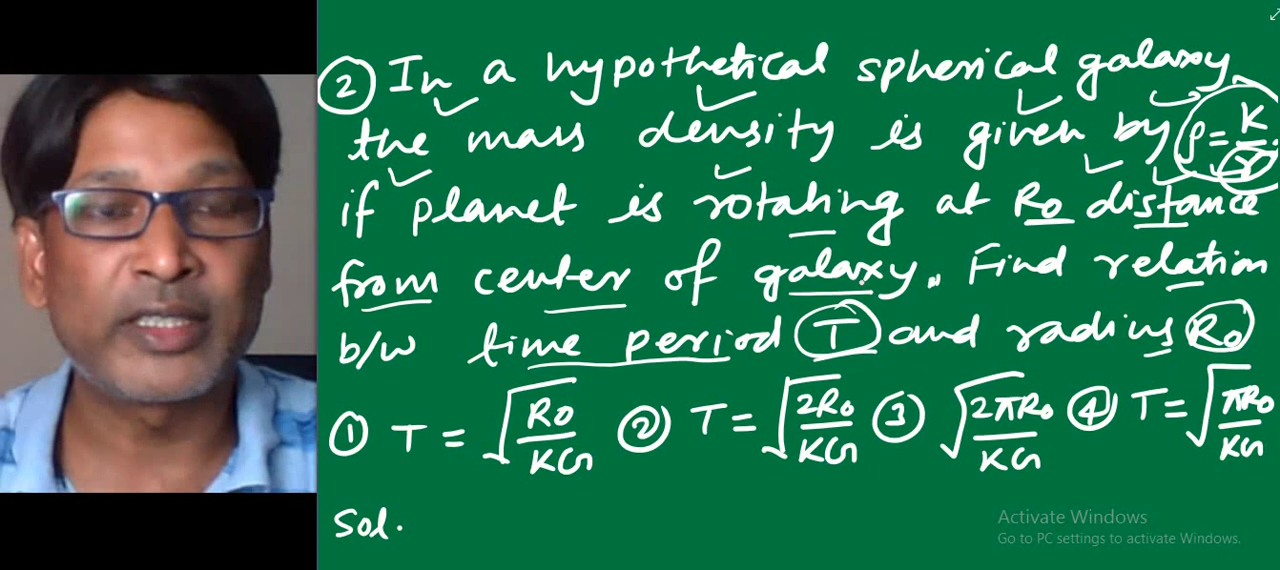 ② In a hypothetical spherical galaxy
the mass density is given by ρ = K/r
if planet is rotating at R₀ distance
from center of galaxy. Find relation
b/w time period T and radius R₀
① T = √(R₀/KG) ② T = √(2R₀/KG) ③ √(2πR₀/KG) ④ T = √(πR₀/KG)
Sol.
Activate Windows
Go to PC settings to activate Windows.